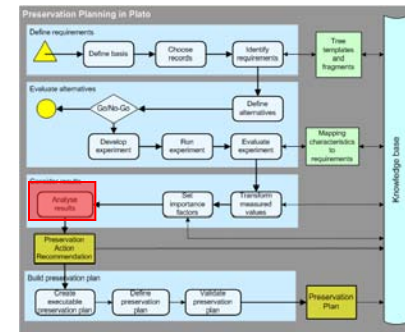 Preservation Planning in Plato
Define requirements
Define basis
Choose
records
Identify
requirements
Tree
templates
and
fragments
Evaluate alternatives
Go/No-Go
Define
alternatives
Develop
experiment
Run
experiment
Evaluate
experiment
Mapping
characteristics
to
requirements
Knowledge base
Consider results
Analyse
results
Set
importance
factors
Transform
measured
values
Preservation
Action
Recommendation
Build preservation plan
Create
executable
preservation plan
Define
preservation
plan
Validate
preservation
plan
Preservation
Plan